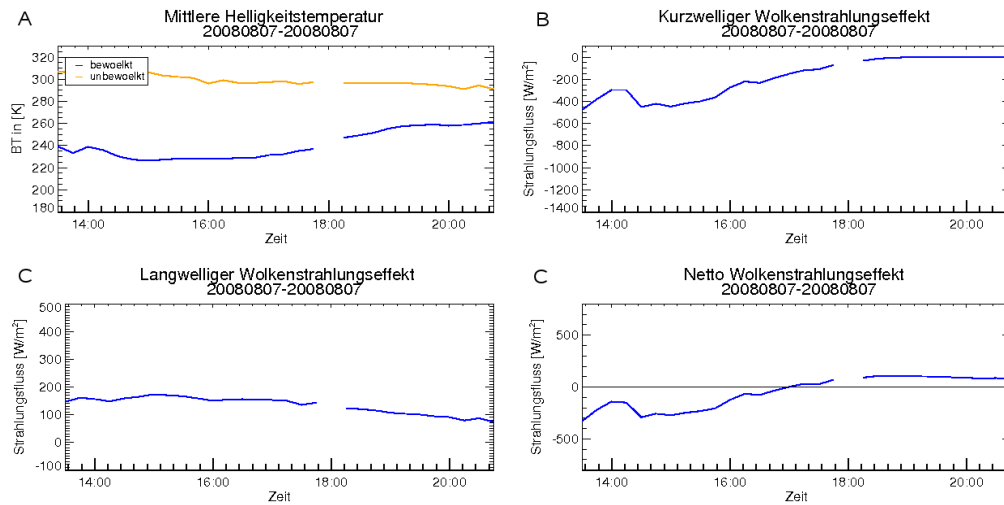 A
Mittlere Helligkeitstemperatur
20080807-20080807
bewoelkt
unbewoelkt
BT in [K]
320
300
280
260
240
220
200
180
14:00
16:00
18:00
20:00
Zeit
B
Kurzwelliger Wolkenstrahlungseffekt
20080807-20080807
Strahlungsfluss [W/m²]
0
-200
-400
-600
-800
-1000
-1200
-1400
14:00
16:00
18:00
20:00
Zeit
C
Langwelliger Wolkenstrahlungseffekt
20080807-20080807
Strahlungsfluss [W/m²]
500
400
300
200
100
0
-100
14:00
16:00
18:00
20:00
Zeit
C
Netto Wolkenstrahlungseffekt
20080807-20080807
Strahlungsfluss [W/m²]
500
0
-500
14:00
16:00
18:00
20:00
Zeit